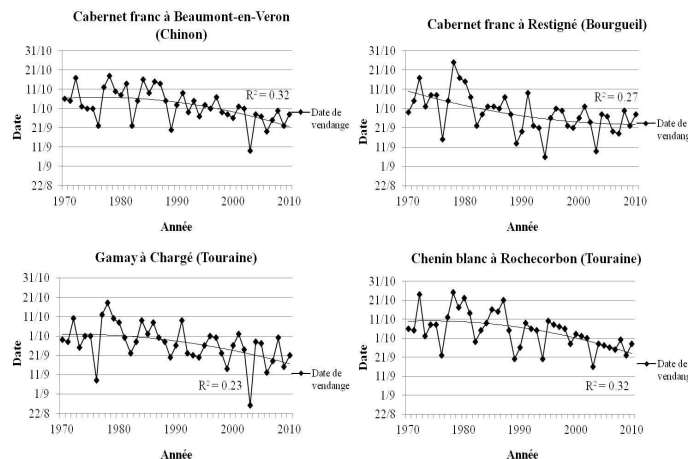 Cabernet franc à Beaumont-en-Veron
(Chinon)
31/10
21/10
11/10
1/10
21/9
11/9
1/9
22/8
Date
R² = 0.32
Date de
vendange
1970 1980 1990 2000 2010
Année
Cabernet franc à Restigné (Bourgueil)
31/10
21/10
11/10
1/10
21/9
11/9
1/9
22/8
Date
R² = 0.27
Date de
vendange
1970 1980 1990 2000 2010
Année
Gamay à Chargé (Touraine)
31/10
21/10
11/10
1/10
21/9
11/9
1/9
22/8
Date
R² = 0.23
Date de
vendange
1970 1980 1990 2000 2010
Année
Chenin blanc à Rochecorbon (Touraine)
31/10
21/10
11/10
1/10
21/9
11/9
1/9
22/8
Date
R² = 0.32
Date de
vendange
1970 1980 1990 2000 2010
Année